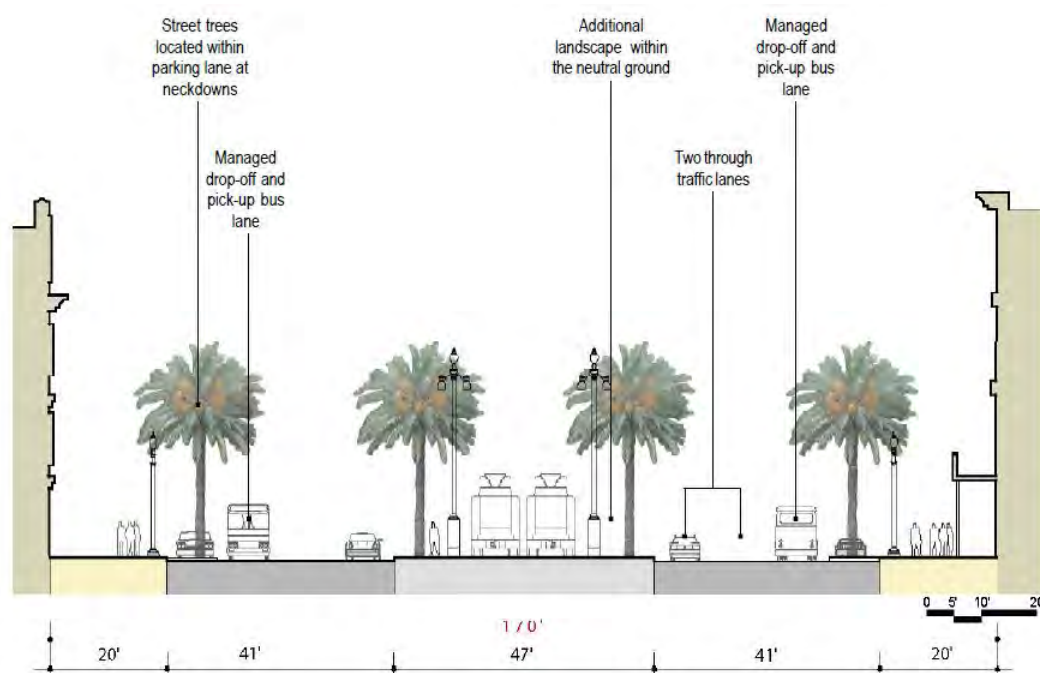 Street trees
located within
parking lane at
neckdowns
Managed
drop-off and
pick-up bus
lane
Additional
landscape within
the neutral ground
Two through
traffic lanes
Managed
drop-off and
pick-up bus
lane
0 5' 10' 20
170'
20' 41' 47' 41' 20'